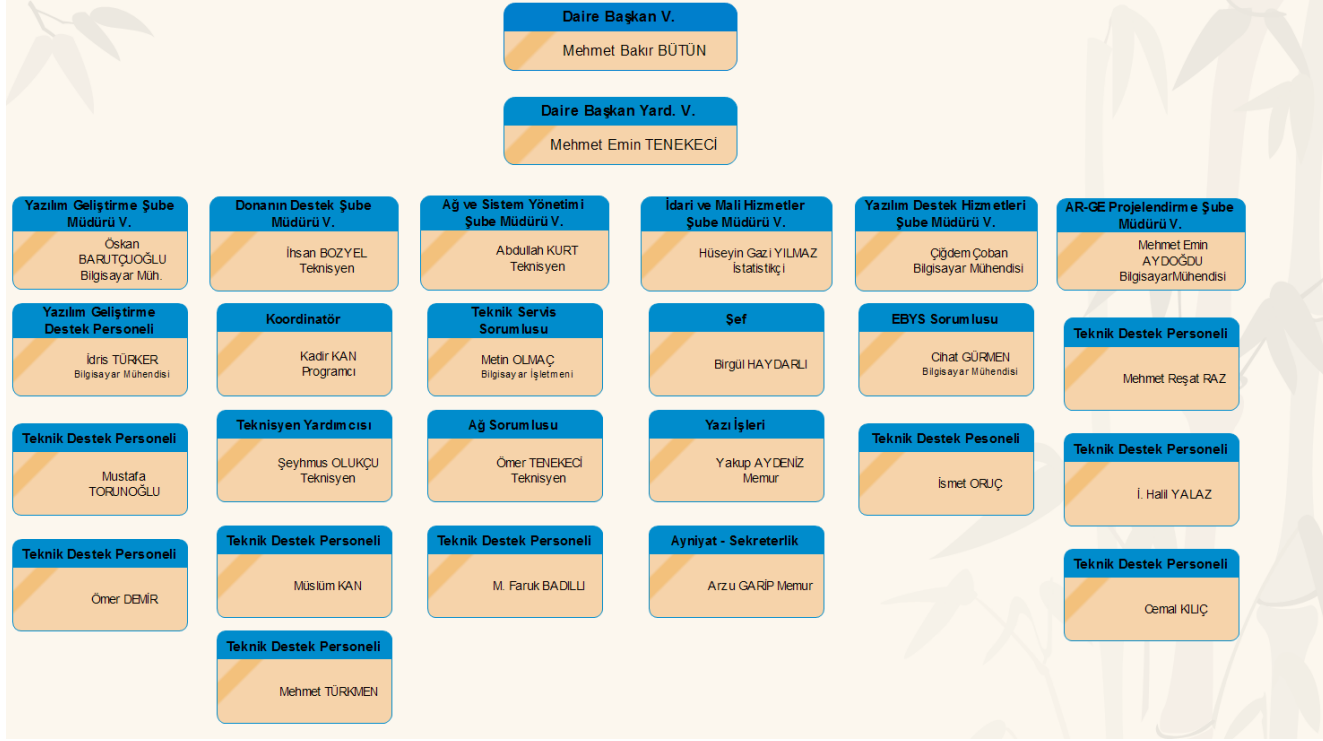 Daire Başkan V.
Mehmet Bakır BÜTÜN
Daire Başkan Yard. V.
Mehmet Emin TENEKECİ
Yazılım Geliştirme Şube
Müdürü V.
Öskan
BARUTÇUOĞLU
Bilgisayar Müh.
Yazılım Geliştirme
Destek Personeli
İdris TÜRKER
Bilgisayar Mühendisi
Teknik Destek Personeli
Mustafa
TORUNOĞLU
Teknik Destek Personeli
Ömer DEMİR
Donanın Destek Şube
Müdürü V.
İhsan BOZYEL
Teknisyen
Koordinatör
Kadir KAN
Programcı
Teknisyen Yardımcısı
Şeyhmus OLUKÇU
Teknisyen
Teknik Destek Personeli
Müslüm KAN
Teknik Destek Personeli
Mehmet TÜRKMEN
Ağ ve Sistem Yönetimi
Şube Müdürü V.
Abdullah KURT
Teknisyen
Teknik Servis
Sorumlusu
Metin OLMAÇ
Bilgisayar İşletmeni
Ağ Sorumlusu
Ömer TENEKECİ
Teknisyen
Teknik Destek Personeli
M. Faruk BADILLI
İdari ve Mali Hizmetler
Şube Müdürü V.
Hüseyin Gazi YILMAZ
İstatistikçi
Şef
Birgül HAYDARLI
Yazı İşleri
Yakup AYDENİZ
Memur
Ayniyat - Sekreterlik
Arzu GARİP Memur
Yazılım Destek Hizmetleri
Şube Müdürü V.
Çiğdem Çoban
Bilgisayar Mühendisi
EBYS Sorumlusu
Cihat GÜRMEN
Bilgisayar Mühendisi
Teknik Destek Pesoneli
İsmet ORUÇ
AR-GE Projelendirme Şube
Müdürü V.
Mehmet Emin
AYDOĞDU
BilgisayarMühendisi
Teknik Destek Personeli
Mehmet Reşat RAZ
Teknik Destek Personeli
İ. Halil YALAZ
Teknik Destek Personeli
Cemal KILIÇ